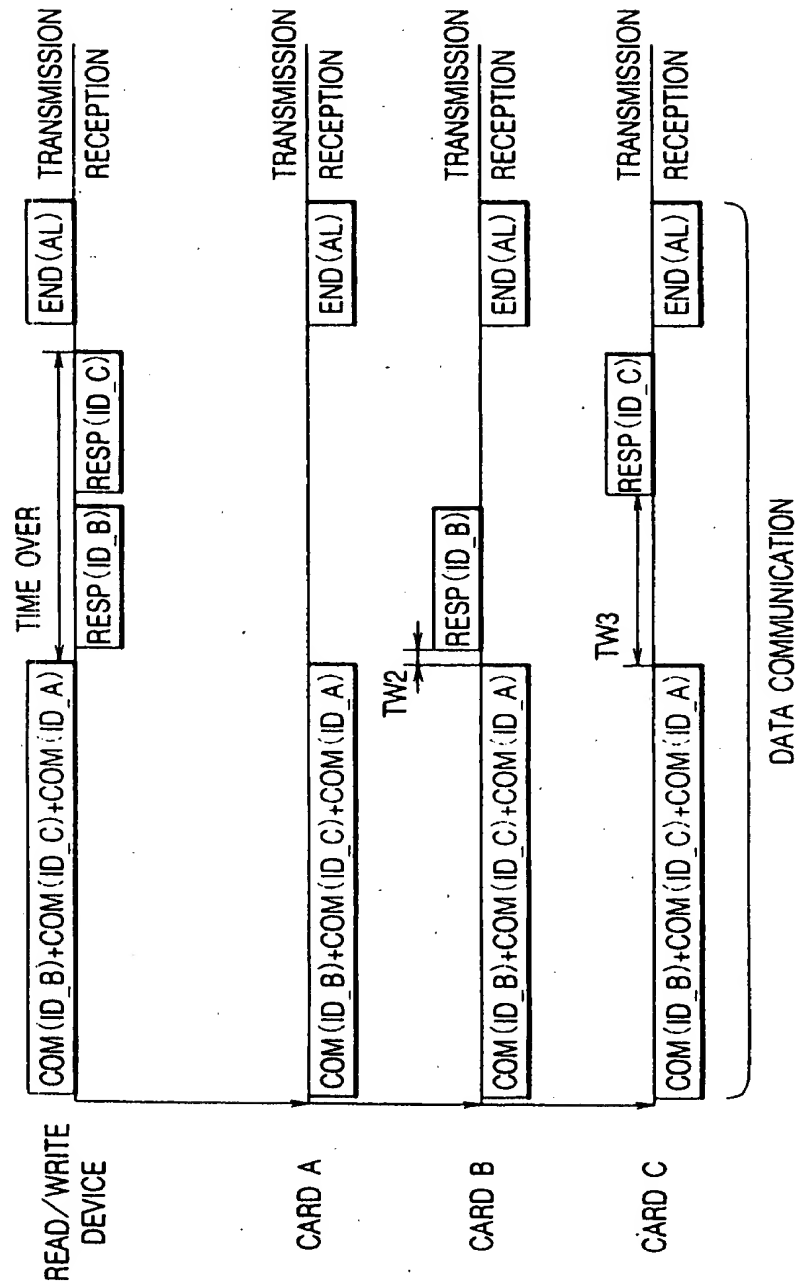 READ/WRITE
DEVICE
COM(ID_B)+COM(ID_C)+COM(ID_A)
TIME OVER
RESP(ID_B)
RESP(ID_C)
END(AL)
TRANSMISSION
RECEPTION
CARD A
COM(ID_B)+COM(ID_C)+COM(ID_A)
END(AL)
TRANSMISSION
RECEPTION
CARD B
COM(ID_B)+COM(ID_C)+COM(ID_A)
TW2
RESP(ID_B)
END(AL)
TRANSMISSION
RECEPTION
CARD C
COM(ID_B)+COM(ID_C)+COM(ID_A)
TW3
RESP(ID_C)
END(AL)
TRANSMISSION
RECEPTION
DATA COMMUNICATION